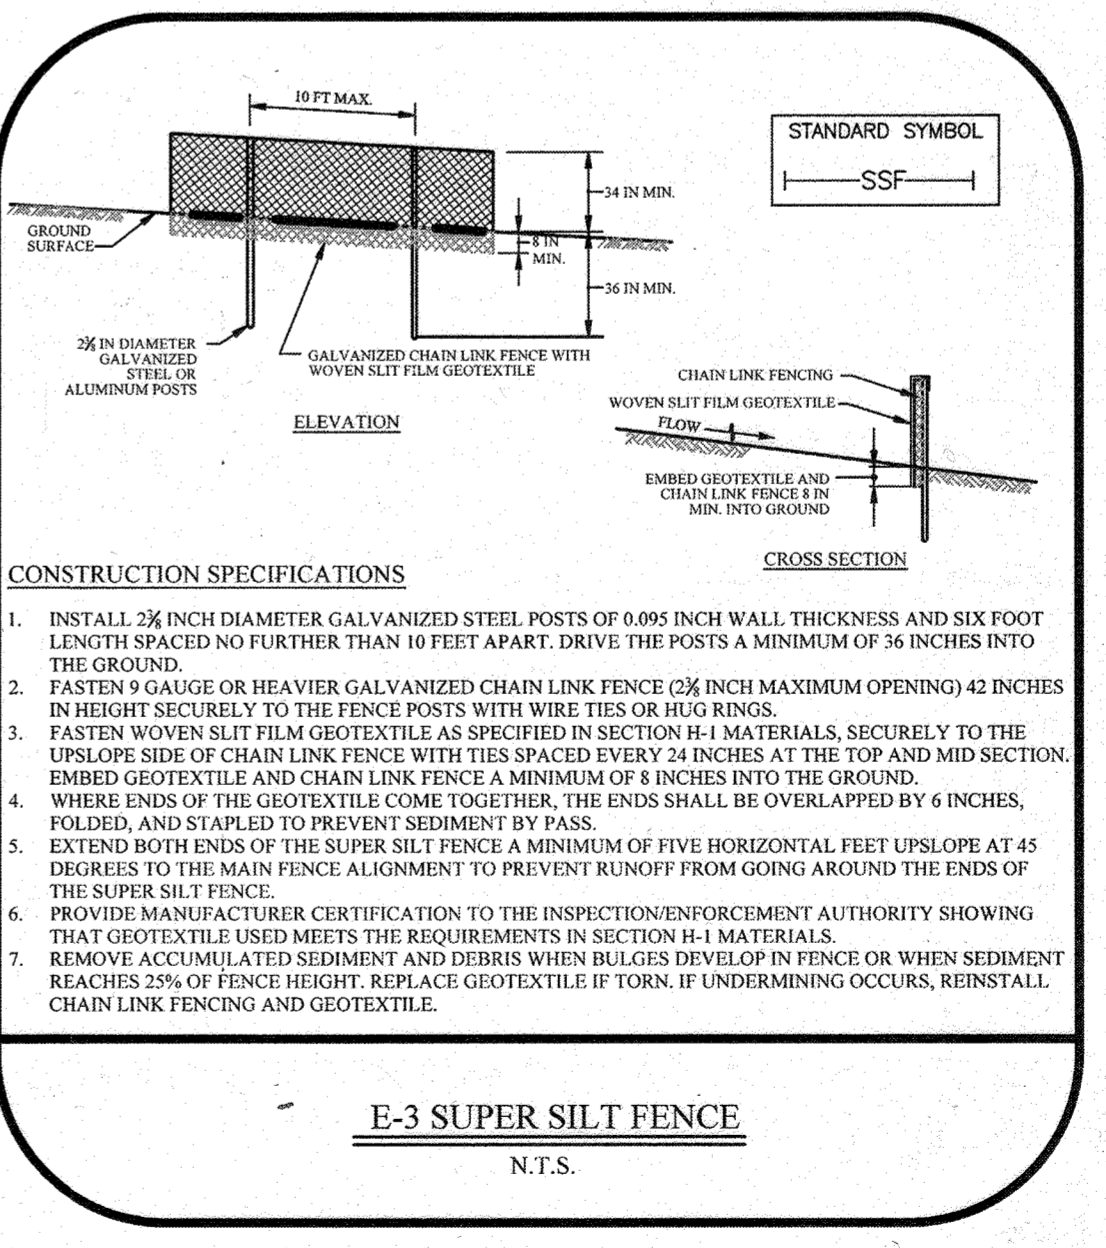 10 FT MAX.
STANDARD SYMBOL
SSF
34 IN MIN.
GROUND
SURFACE
8 IN
MIN.
36 IN MIN.
2⅜ IN DIAMETER
GALVANIZED
STEEL OR
ALUMINUM POSTS
GALVANIZED CHAIN LINK FENCE WITH
WOVEN SLIT FILM GEOTEXTILE
ELEVATION
CHAIN LINK FENCING
WOVEN SLIT FILM GEOTEXTILE
FLOW
EMBED GEOTEXTILE AND
CHAIN LINK FENCE 8 IN
MIN. INTO GROUND
CROSS SECTION
CONSTRUCTION SPECIFICATIONS
1. INSTALL 2⅜ INCH DIAMETER GALVANIZED STEEL POSTS OF 0.095 INCH WALL THICKNESS AND SIX FOOT
LENGTH SPACED NO FURTHER THAN 10 FEET APART. DRIVE THE POSTS A MINIMUM OF 36 INCHES INTO
THE GROUND.
2. FASTEN 9 GAUGE OR HEAVIER GALVANIZED CHAIN LINK FENCE (2⅜ INCH MAXIMUM OPENING) 42 INCHES
IN HEIGHT SECURELY TO THE FENCE POSTS WITH WIRE TIES OR HUG RINGS.
3. FASTEN WOVEN SLIT FILM GEOTEXTILE AS SPECIFIED IN SECTION H-1 MATERIALS, SECURELY TO THE
UPSLOPE SIDE OF CHAIN LINK FENCE WITH TIES SPACED EVERY 24 INCHES AT THE TOP AND MID SECTION.
EMBED GEOTEXTILE AND CHAIN LINK FENCE A MINIMUM OF 8 INCHES INTO THE GROUND.
4. WHERE ENDS OF THE GEOTEXTILE COME TOGETHER, THE ENDS SHALL BE OVERLAPPED BY 6 INCHES,
FOLDED, AND STAPLED TO PREVENT SEDIMENT BY PASS.
5. EXTEND BOTH ENDS OF THE SUPER SILT FENCE A MINIMUM OF FIVE HORIZONTAL FEET UPSLOPE AT 45
DEGREES TO THE MAIN FENCE ALIGNMENT TO PREVENT RUNOFF FROM GOING AROUND THE ENDS OF
THE SUPER SILT FENCE.
6. PROVIDE MANUFACTURER CERTIFICATION TO THE INSPECTION/ENFORCEMENT AUTHORITY SHOWING
THAT GEOTEXTILE USED MEETS THE REQUIREMENTS IN SECTION H-1 MATERIALS.
7. REMOVE ACCUMULATED SEDIMENT AND DEBRIS WHEN BULGES DEVELOP IN FENCE OR WHEN SEDIMENT
REACHES 25% OF FENCE HEIGHT. REPLACE GEOTEXTILE IF TORN. IF UNDERMINING OCCURS, REINSTALL
CHAIN LINK FENCING AND GEOTEXTILE.
E-3 SUPER SILT FENCE
N.T.S.